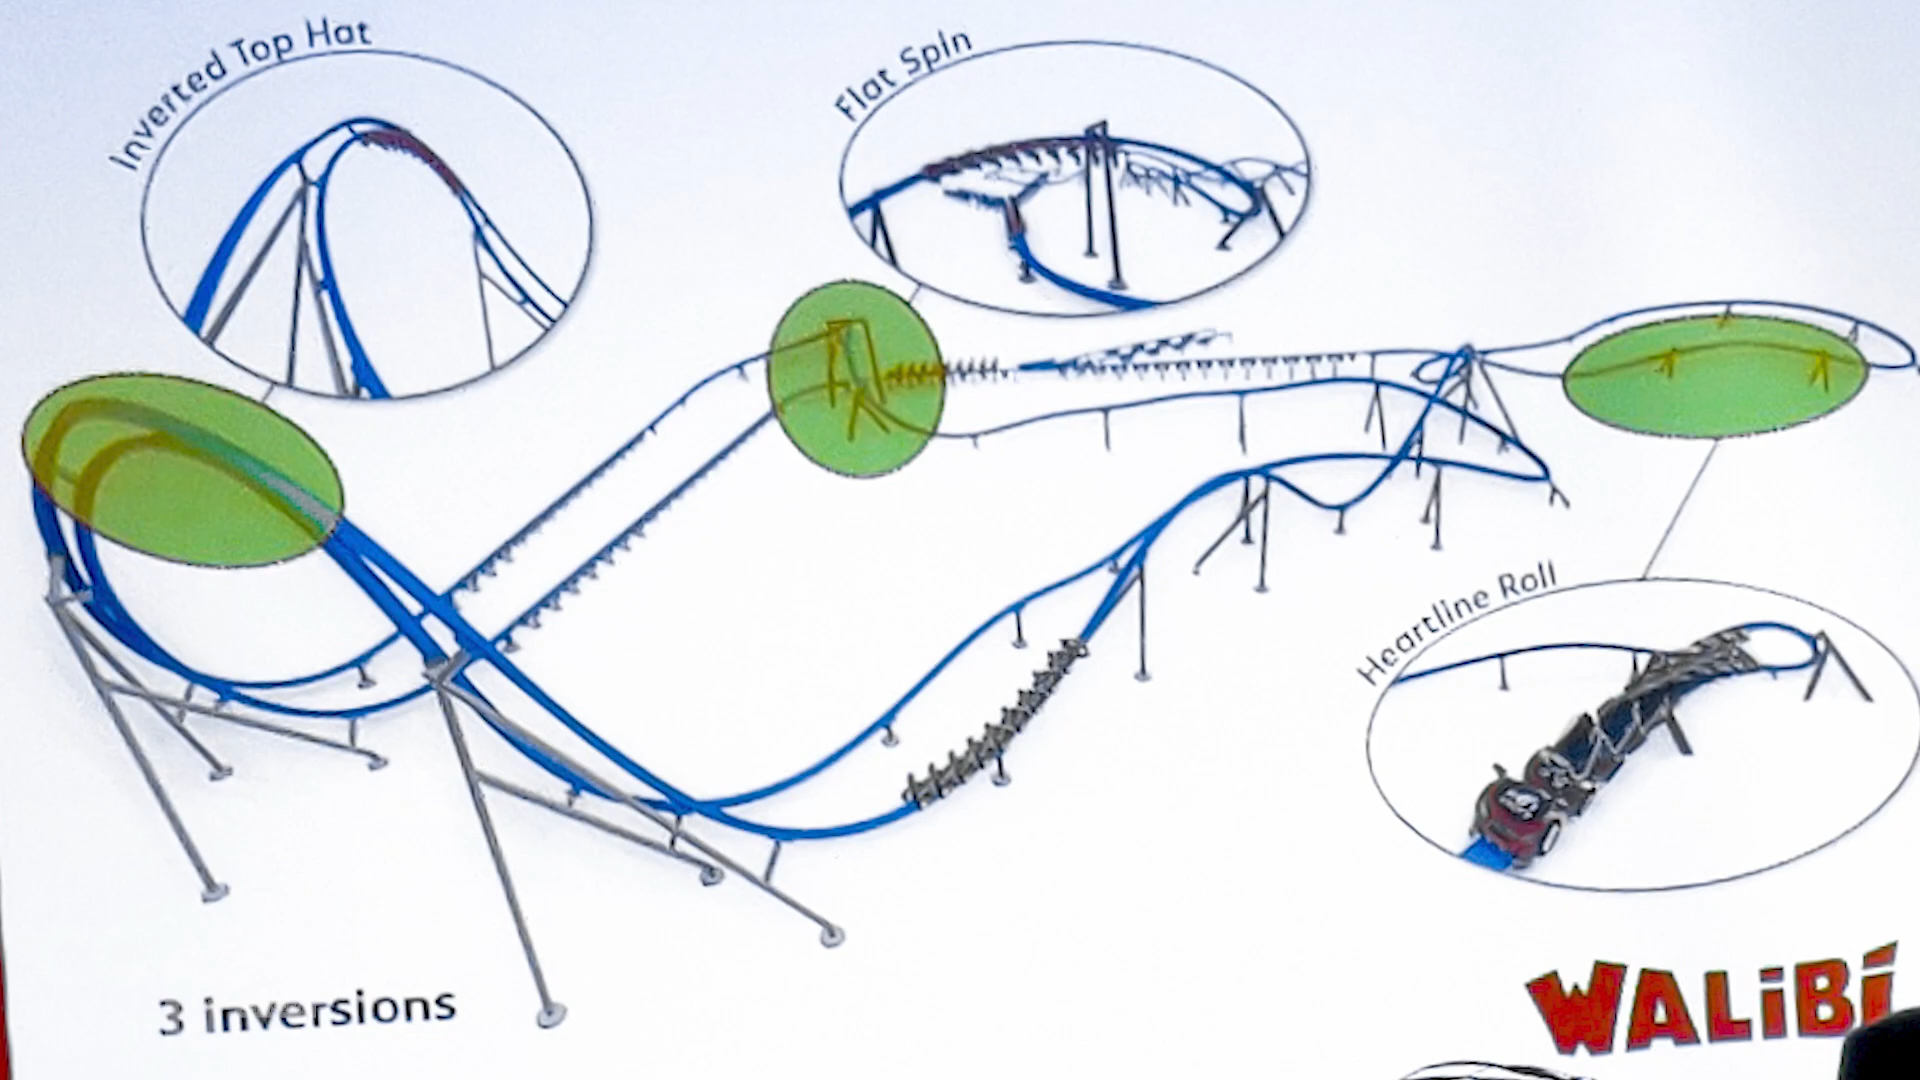 Inverted Top Hat
Flat Spin
Heartline Roll
3 inversions
WALiBi